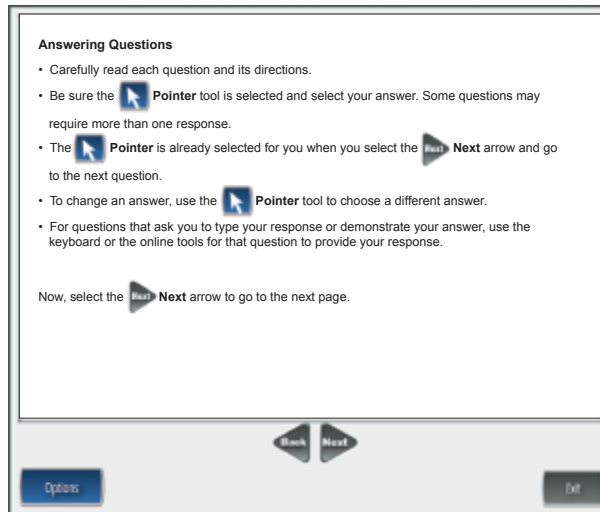 Answering Questions
• Carefully read each question and its directions.
• Be sure the Pointer tool is selected and select your answer. Some questions may
require more than one response.
• The Pointer is already selected for you when you select the Next Next arrow and go
to the next question.
• To change an answer, use the Pointer tool to choose a different answer.
• For questions that ask you to type your response or demonstrate your answer, use the
keyboard or the online tools for that question to provide your response.
Now, select the Next Next arrow to go to the next page.
Back Next
Options Exit